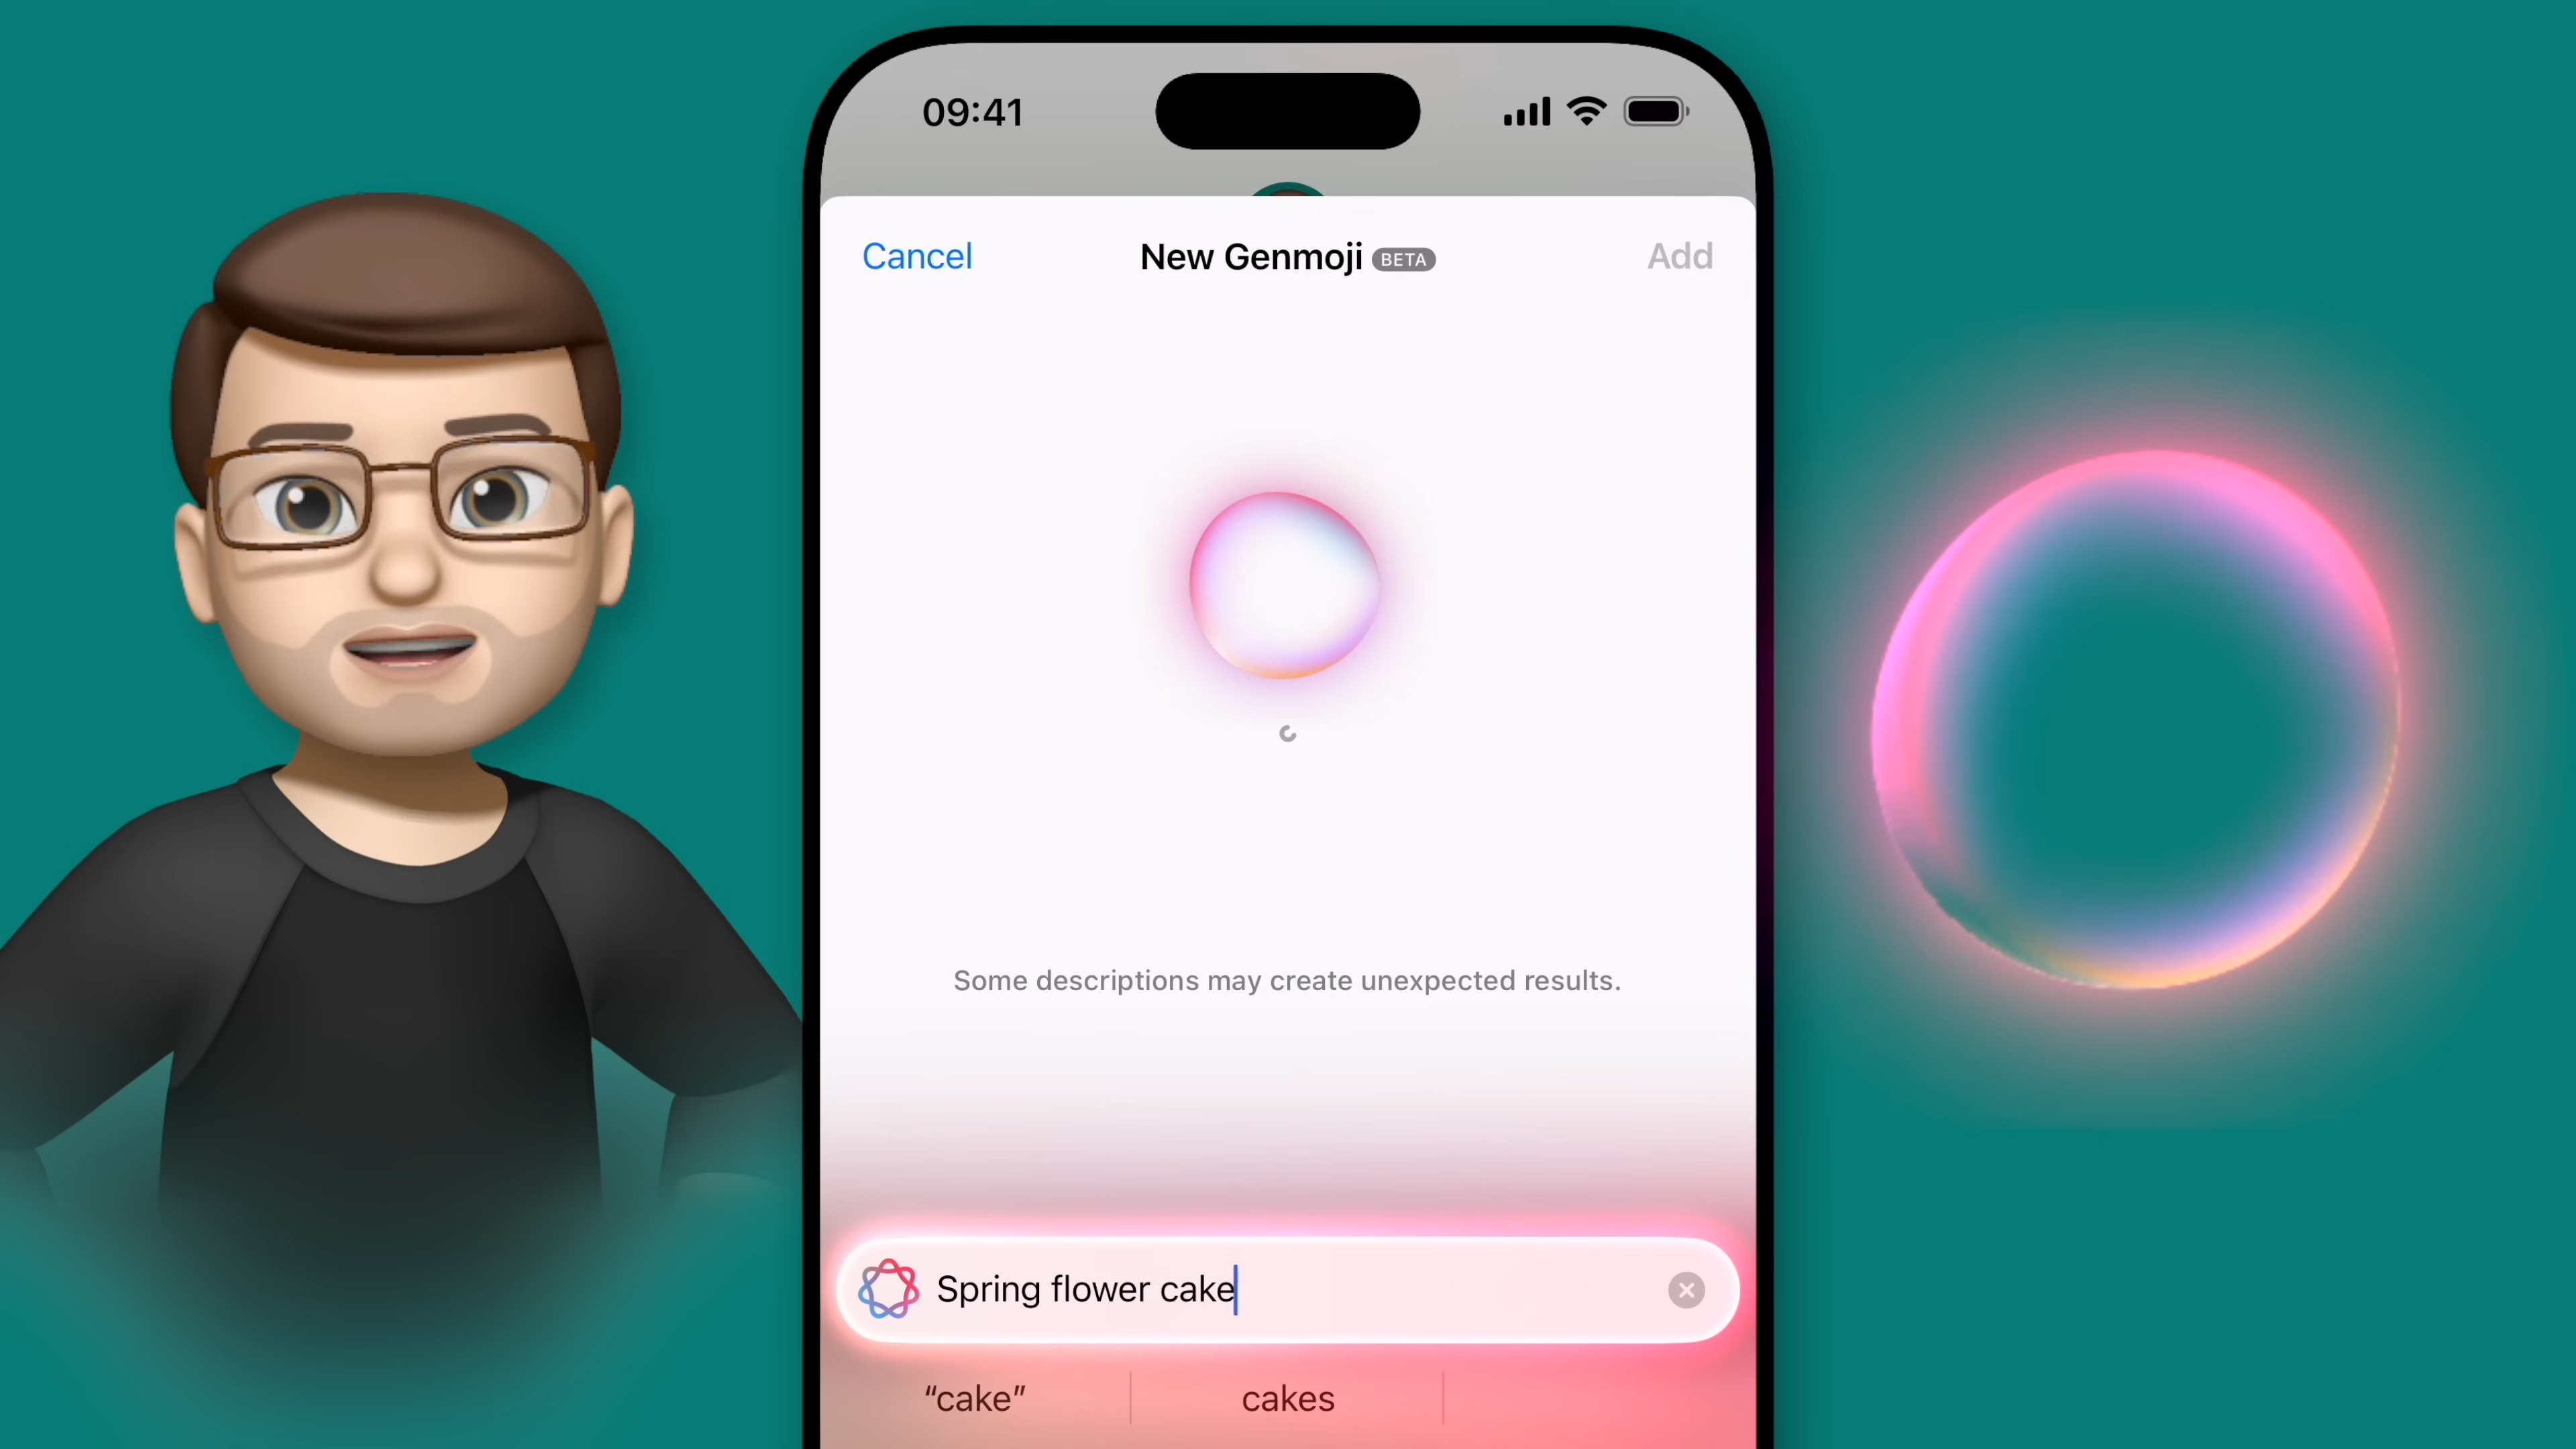 09:41
Cancel
New Genmoji BETA
Add
Some descriptions may create unexpected results.
Spring flower cake
“cake”
cakes